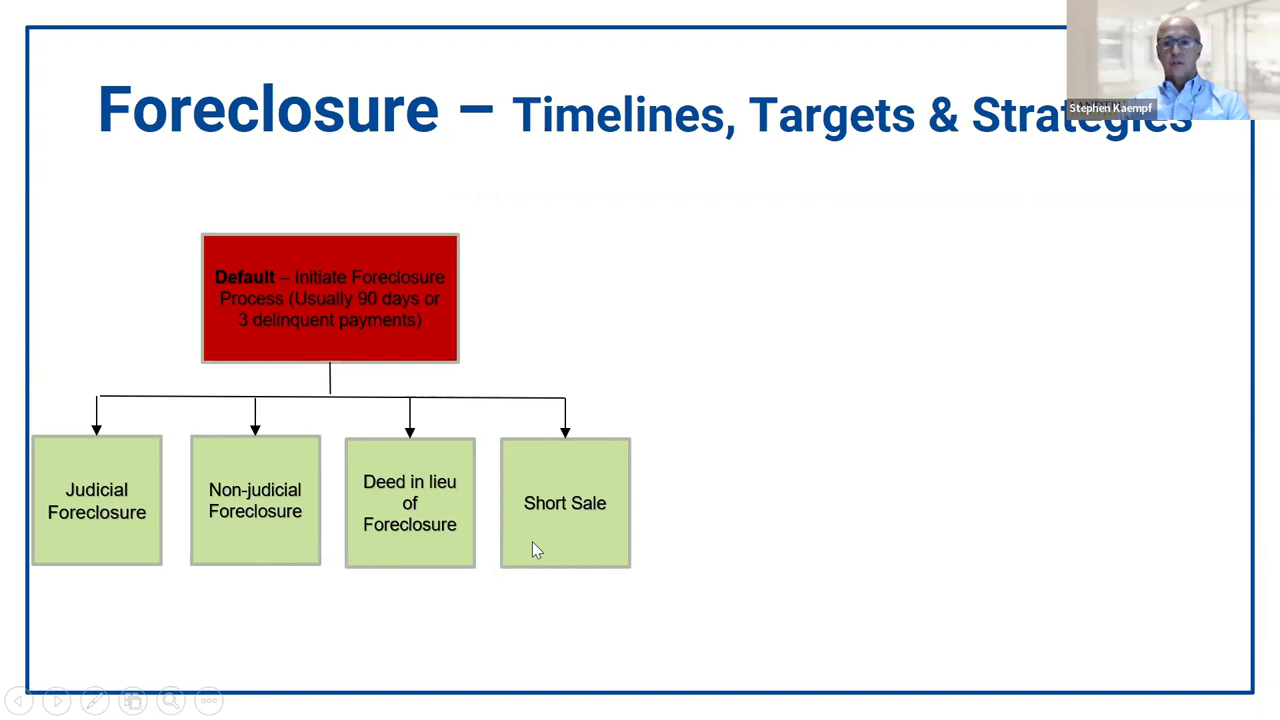 Foreclosure – Timelines, Targets & Strategies
Stephen Kaempf
Default – Initiate Foreclosure
Process (Usually 90 days or
3 delinquent payments)
Judicial
Foreclosure
Non-judicial
Foreclosure
Deed in lieu
of
Foreclosure
Short Sale